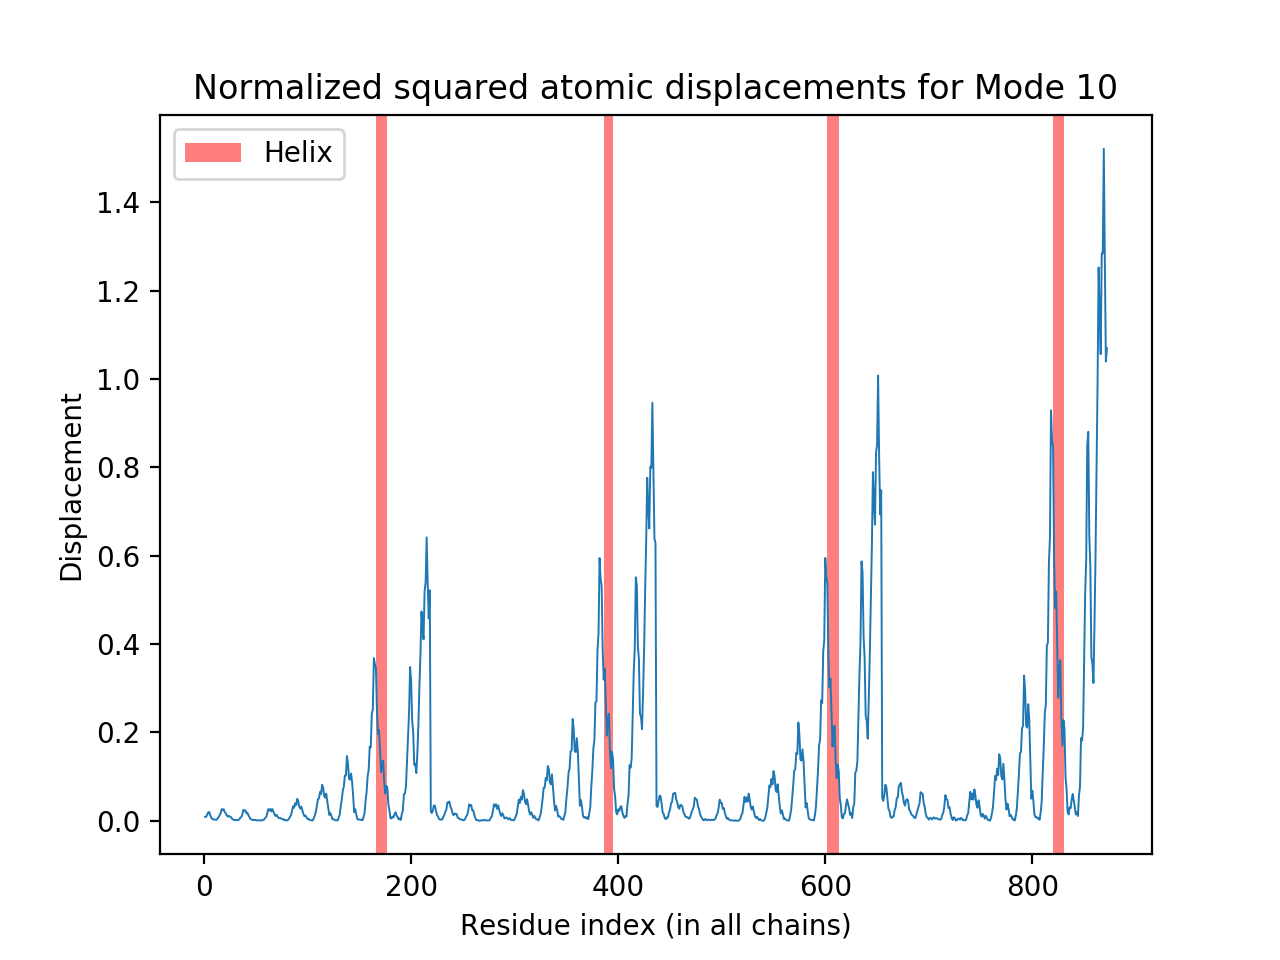 Normalized squared atomic displacements for Mode 10
Helix
1.4
1.2
1.0
0.8
0.6
0.4
0.2
0.0
Displacement
0 200 400 600 800
Residue index (in all chains)